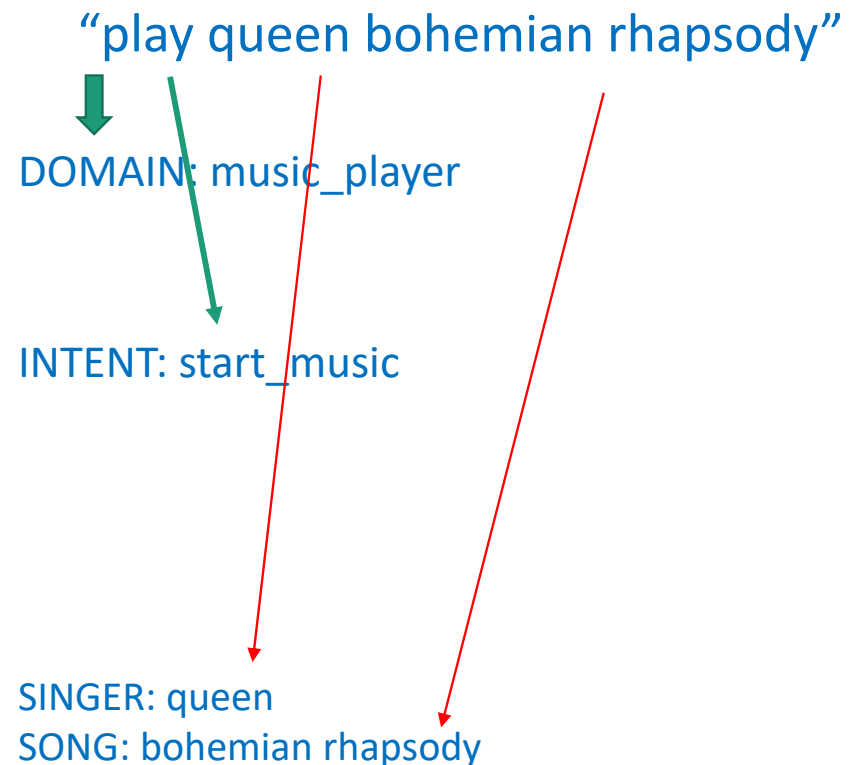 “play queen bohemian rhapsody”
DOMAIN: music_player
INTENT: start_music
SINGER: queen
SONG: bohemian rhapsody